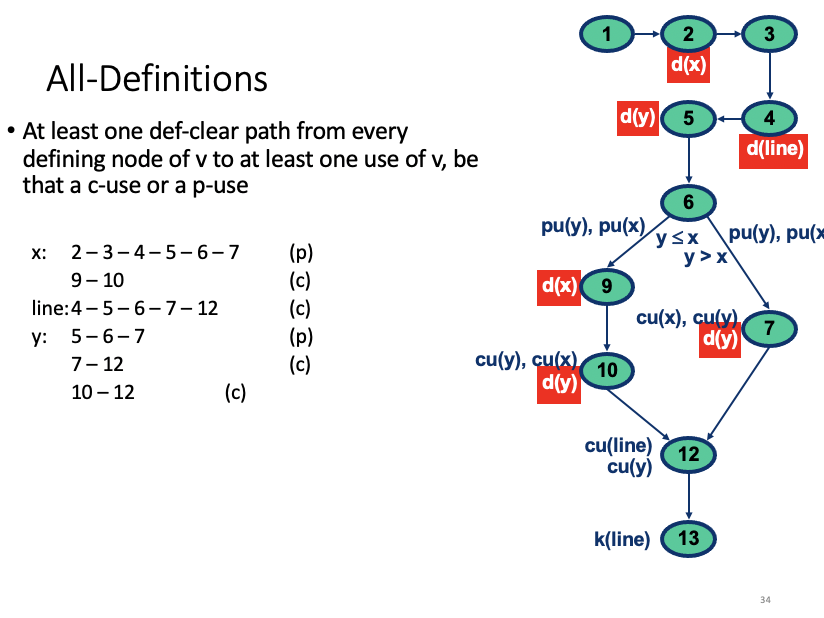 All-Definitions
• At least one def-clear path from every
defining node of v to at least one use of v, be
that a c-use or a p-use
x: 2 – 3 – 4 – 5 – 6 – 7 (p)
9 – 10 (c)
line: 4 – 5 – 6 – 7 – 12 (c)
y: 5 – 6 – 7 (p)
7 – 12 (c)
10 – 12 (c)
1
2
3
d(x)
d(y)
5
4
d(line)
6
pu(y), pu(x)
y ≤ x
pu(y), pu(x
y > x
d(x)
9
cu(x), cu(y)
7
d(y)
cu(y), cu(x)
10
d(y)
cu(line)
12
cu(y)
k(line)
13
34